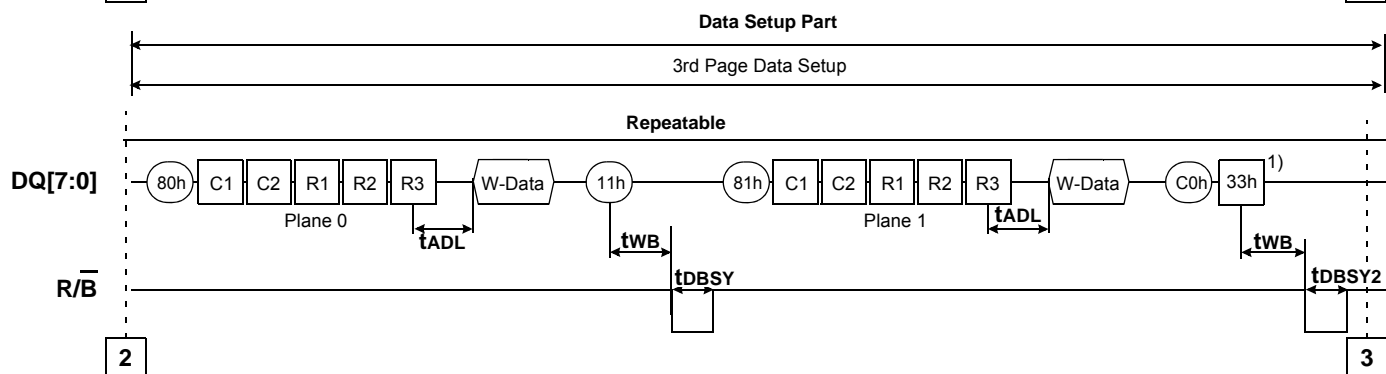 Data Setup Part
3rd Page Data Setup
Repeatable
DQ[7:0] 80h C1 C2 R1 R2 R3 W-Data 11h 81h C1 C2 R1 R2 R3 W-Data C0h 33h 1)
Plane 0 Plane 1
tADL tADL
tWB tWB
tDBSY tDBSY2
R/B
2 3